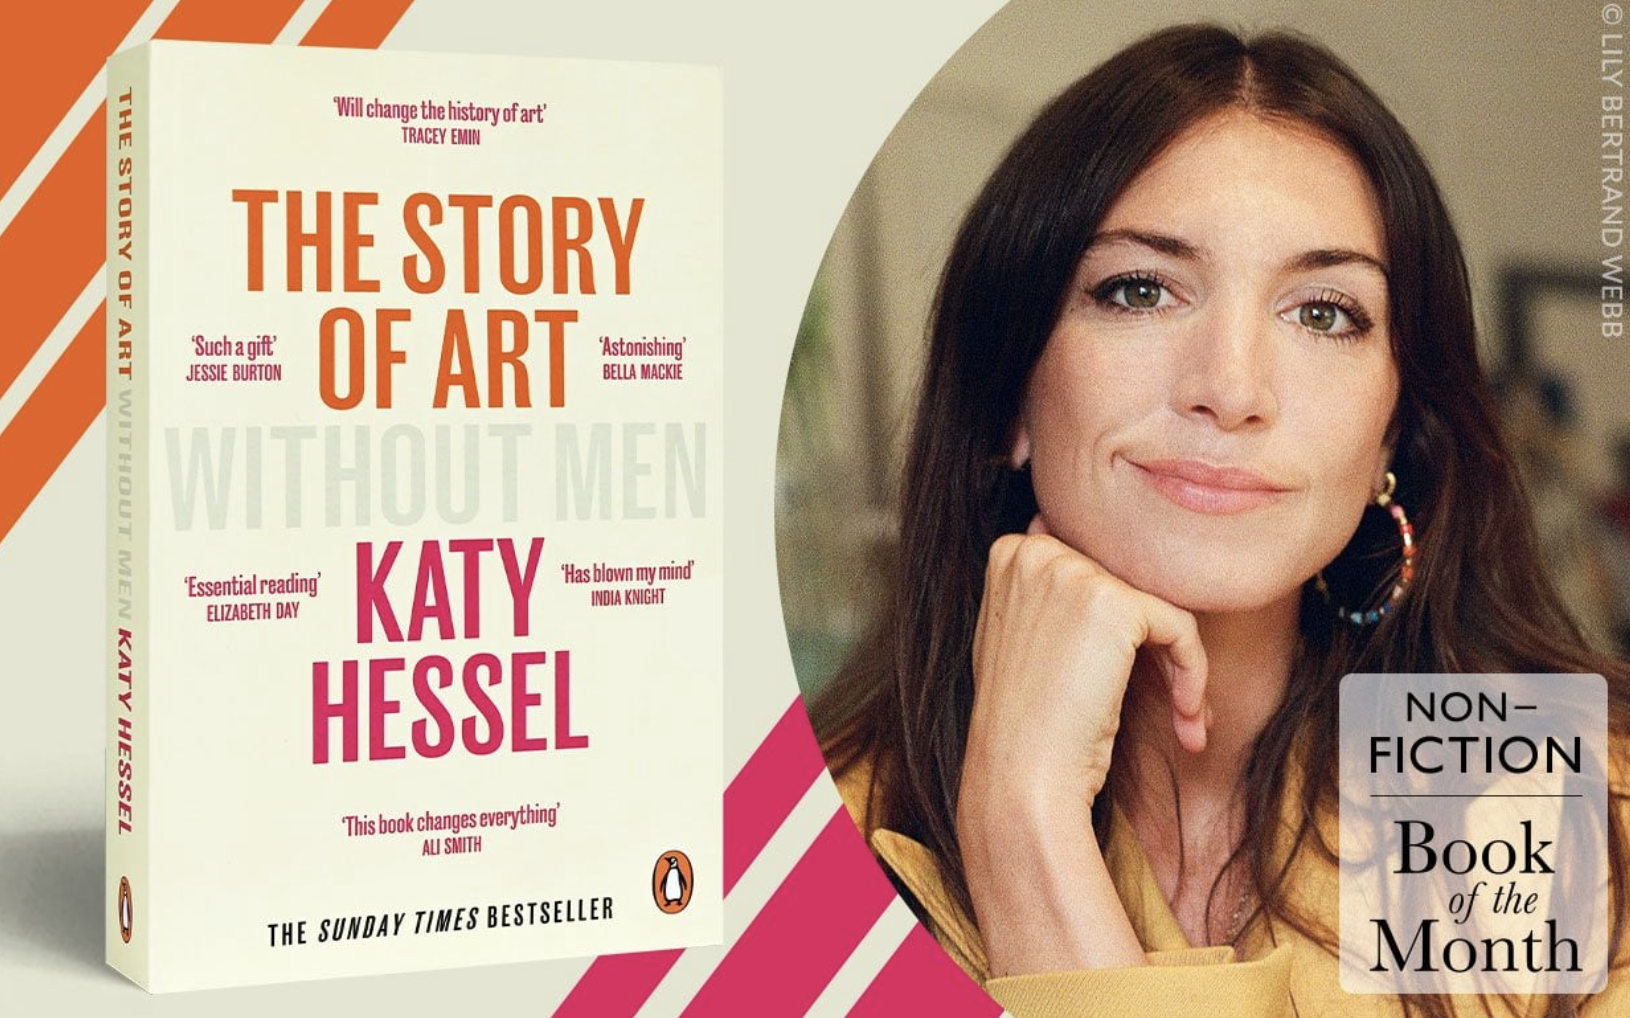 THE STORY OF ART WITHOUT MEN KATY HESSEL
'Will change the history of art'
TRACEY EMIN
THE STORY
OF ART
'Such a gift'
JESSIE BURTON
'Astonishing'
BELLA MACKIE
WITHOUT MEN
KATY
HESSEL
'Essential reading'
ELIZABETH DAY
'Has blown my mind'
INDIA KNIGHT
'This book changes everything'
ALI SMITH
THE SUNDAY TIMES BESTSELLER
© LILY BERTRAND WEBB
NON–
FICTION
Book
of the
Month